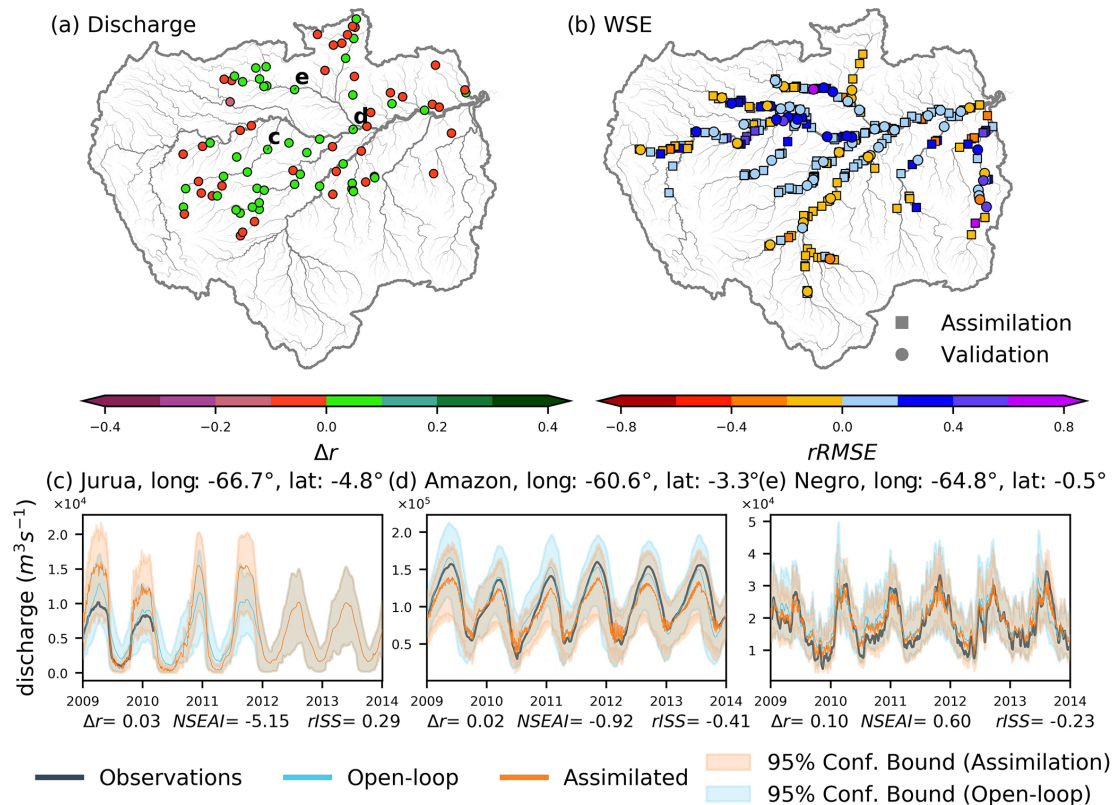 (a) Discharge
(b) WSE
e
d
c
Assimilation
Validation
−0.4 −0.2 0.0 0.2 0.4
Δr
−0.8 −0.4 0.0 0.4 0.8
rRMSE
(c) Jurua, long: -66.7°, lat: -4.8°
(d) Amazon, long: -60.6°, lat: -3.3°
(e) Negro, long: -64.8°, lat: -0.5°
×10⁴
×10⁵
×10⁴
discharge (m³s⁻¹)
2.0
1.5
1.0
0.5
0.0
1.5
1.0
0.5
5
4
3
2
1
2009 2010 2011 2012 2013 2014
2009 2010 2011 2012 2013 2014
2009 2010 2011 2012 2013 2014
Δr= 0.03 NSEAI= -5.15 rISS= 0.29
Δr= 0.02 NSEAI= -0.92 rISS= -0.41
Δr= 0.10 NSEAI= 0.60 rISS= -0.23
Observations
Open-loop
Assimilated
95% Conf. Bound (Assimilation)
95% Conf. Bound (Open-loop)